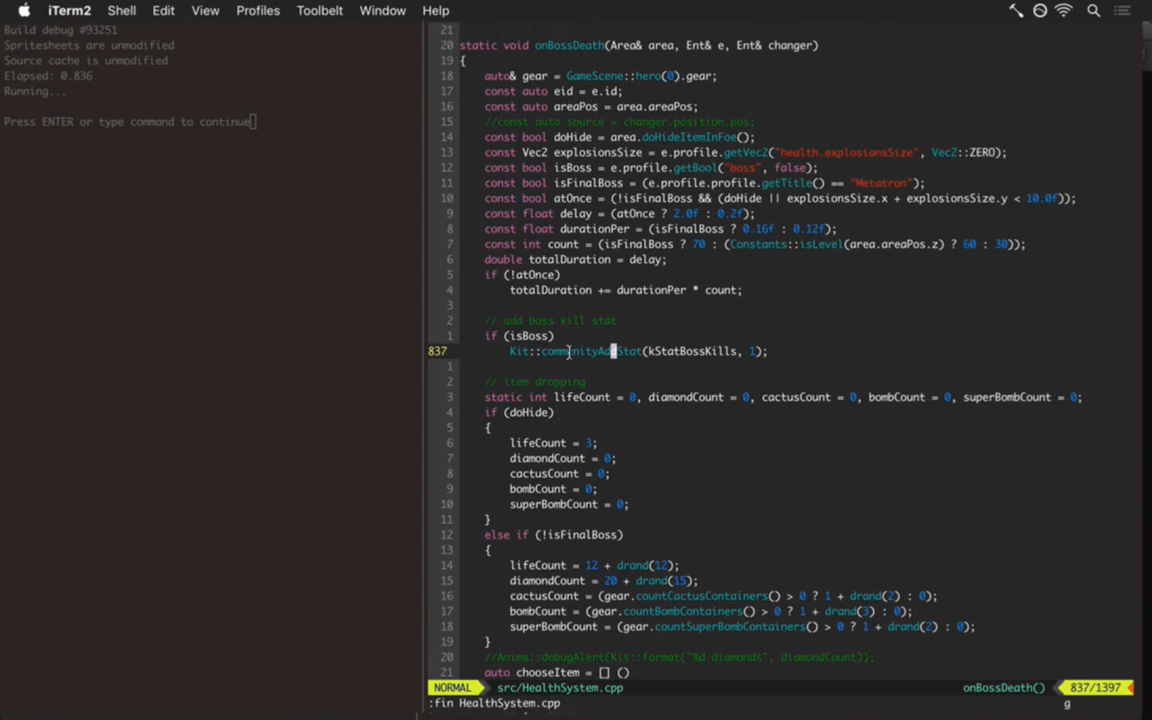 iTerm2 Shell Edit View Profiles Toolbelt Window Help
Build debug #93251
Spritesheets are unmodified
Source cache is unmodified
Elapsed: 0.836
Running...
Press ENTER or type command to continue
21
20 static void onBossDeath(Area& area, Ent& e, Ent& changer)
19 {
18 auto& gear = GameScene::hero(0).gear;
17 const auto eid = e.id;
16 const auto areaPos = area.areaPos;
15 //const auto source = changer.position.pos;
14 const bool doHide = area.doHideItemInFoe();
13 const Vec2 explosionsSize = e.profile.getVec2("health.explosionsSize", Vec2::ZERO);
12 const bool isBoss = e.profile.getBool("boss", false);
11 const bool isFinalBoss = (e.profile.profile.getTitle() == "Metatron");
10 const bool atOnce = (!isFinalBoss && (doHide || explosionsSize.x + explosionsSize.y < 10.0f));
9 const float delay = (atOnce ? 2.0f : 0.2f);
8 const float durationPer = (isFinalBoss ? 0.16f : 0.12f);
7 const int count = (isFinalBoss ? 70 : (Constants::isLevel(area.areaPos.z) ? 60 : 30));
6 double totalDuration = delay;
5 if (!atOnce)
4 totalDuration += durationPer * count;
3
2 // add boss kill stat
1 if (isBoss)
837 Kit::communityAddStat(kStatBossKills, 1);
1
2 // item dropping
3 static int lifeCount = 0, diamondCount = 0, cactusCount = 0, bombCount = 0, superBombCount = 0;
4 if (doHide)
5 {
6 lifeCount = 3;
7 diamondCount = 0;
8 cactusCount = 0;
9 bombCount = 0;
10 superBombCount = 0;
11 }
12 else if (!isFinalBoss)
13 {
14 lifeCount = 12 + drand(12);
15 diamondCount = 20 + drand(15);
16 cactusCount = (gear.countCactusContainers() > 0 ? 1 + drand(2) : 0);
17 bombCount = (gear.countBombContainers() > 0 ? 1 + drand(3) : 0);
18 superBombCount = (gear.countSuperBombContainers() > 0 ? 1 + drand(2) : 0);
19 }
20 //Anims::debugAlert(Kit::format("%d diamonds", diamondCount));
21 auto chooseItem = [] ()
NORMAL src/HealthSystem.cpp onBossDeath() 837/1397
:fin HealthSystem.cpp g